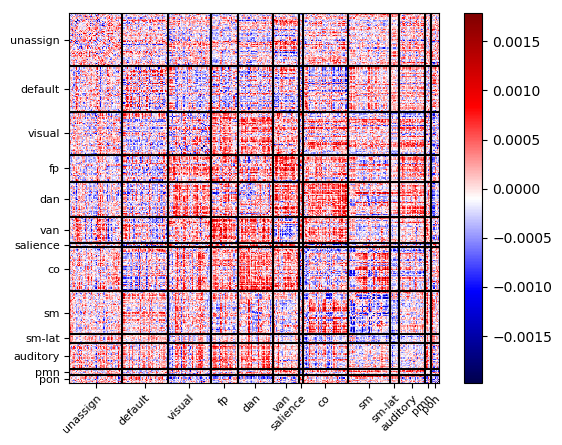 unassign
default
visual
fp
dan
van
salience
co
sm
sm-lat
auditory
pmn
pon
unassign
default
visual
fp
dan
van
salience
co
sm
sm-lat
auditory
pmn
pon
0.0015
0.0010
0.0005
0.0000
−0.0005
−0.0010
−0.0015